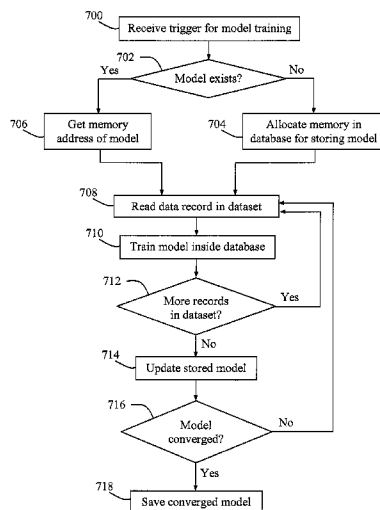 700
Receive trigger for model training
702
Yes
Model exists?
No
706
Get memory
address of model
704
Allocate memory in
database for storing model
708
Read data record in dataset
710
Train model inside database
712
More records
in dataset?
Yes
No
714
Update stored model
716
Model
converged?
No
Yes
718
Save converged model